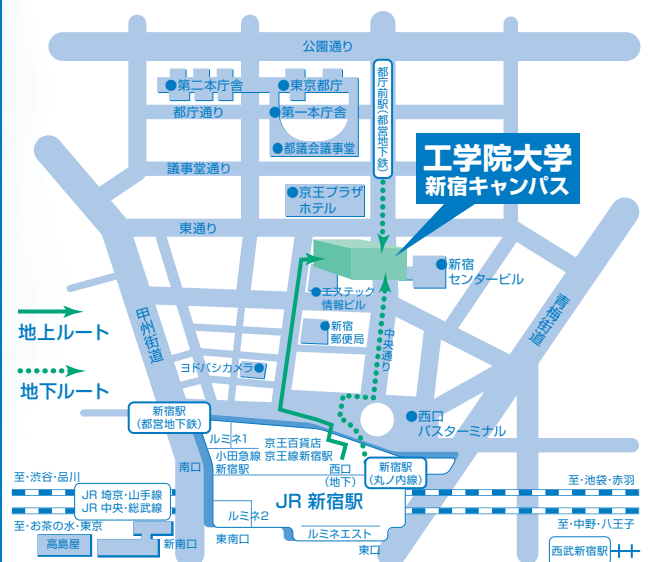 公園通り
●第二本庁舎
●東京都庁
都庁前駅(都営地下鉄)
都庁通り
●第一本庁舎
●都議会議事堂
工学院大学
新宿キャンパス
議事堂通り
●京王プラザ
ホテル
東通り
●新宿
センタービル
●エステック
情報ビル
地上ルート
甲州街道
●新宿
郵便局
中央通り
青梅街道
ヨドバシカメラ●
地下ルート
新宿駅
(都営地下鉄)
●西口
バスターミナル
ルミネ1
京王百貨店
小田急線
新宿駅
京王線新宿駅
南口
西口
(地下)
新宿駅
(丸ノ内線)
至・渋谷・品川
至・池袋・赤羽
JR 埼京・山手線
JR 中央・総武線
JR 新宿駅
ルミネ2
至・お茶の水・東京
至・中野・八王子
高島屋
新南口
東南口
ルミネエスト
東口
西武新宿駅